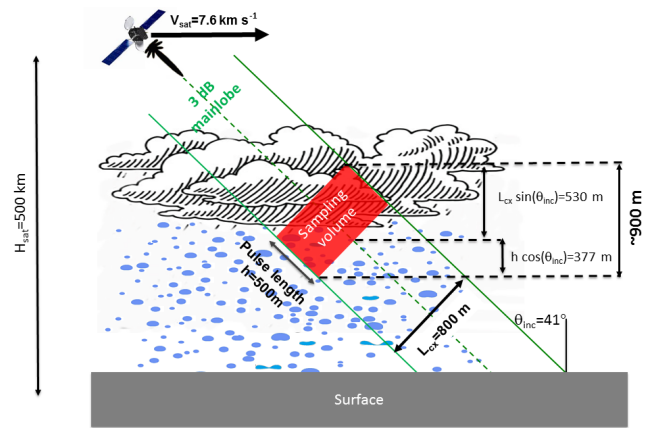 V_sat=7.6 km s^-1
3 dB
mainlobe
H_sat=500 km
Sampling
volume
L_cx sin(θ_inc)=530 m
~900 m
h cos(θ_inc)=377 m
Pulse length
h=500m
L_cx=800 m
θ_inc=41°
Surface